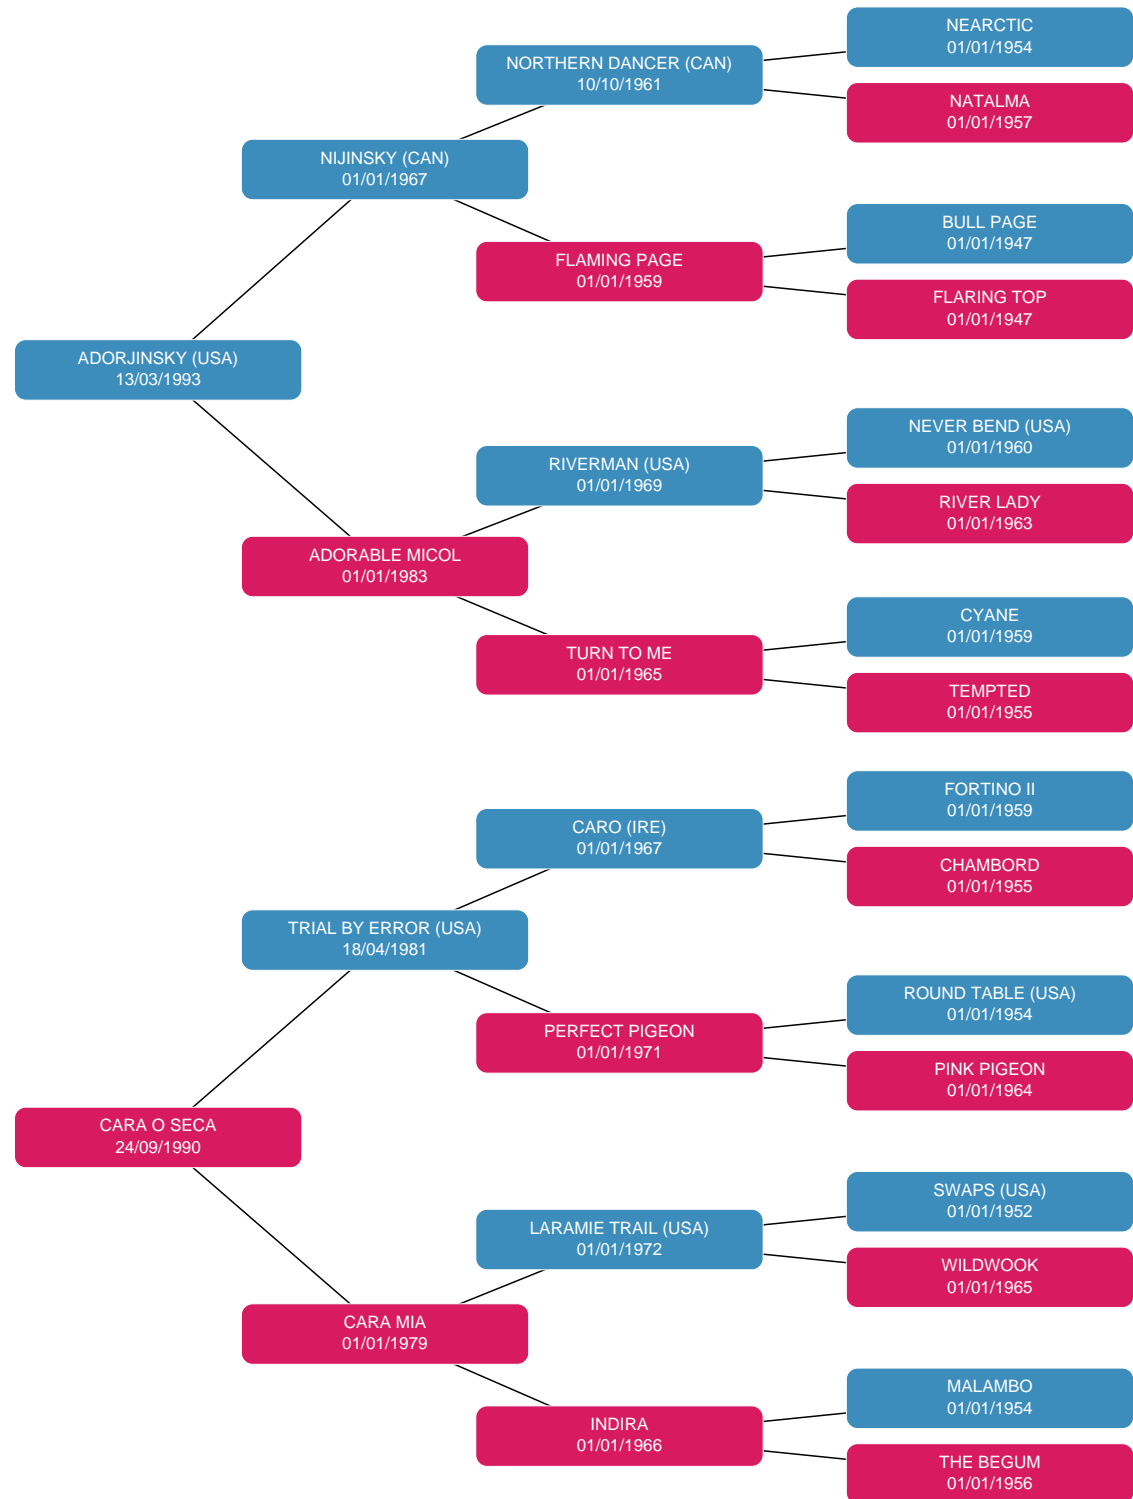 NEARCTIC
01/01/1954
NORTHERN DANCER (CAN)
10/10/1961
NATALMA
01/01/1957
NIJINSKY (CAN)
01/01/1967
BULL PAGE
01/01/1947
FLAMING PAGE
01/01/1959
FLARING TOP
01/01/1947
ADORJINSKY (USA)
13/03/1993
NEVER BEND (USA)
01/01/1960
RIVERMAN (USA)
01/01/1969
RIVER LADY
01/01/1963
ADORABLE MICOL
01/01/1983
CYANE
01/01/1959
TURN TO ME
01/01/1965
TEMPTED
01/01/1955
FORTINO II
01/01/1959
CARO (IRE)
01/01/1967
CHAMBORD
01/01/1955
TRIAL BY ERROR (USA)
18/04/1981
ROUND TABLE (USA)
01/01/1954
PERFECT PIGEON
01/01/1971
PINK PIGEON
01/01/1964
CARA O SECA
24/09/1990
SWAPS (USA)
01/01/1952
LARAMIE TRAIL (USA)
01/01/1972
WILDWOOK
01/01/1965
CARA MIA
01/01/1979
MALAMBO
01/01/1954
INDIRA
01/01/1966
THE BEGUM
01/01/1956